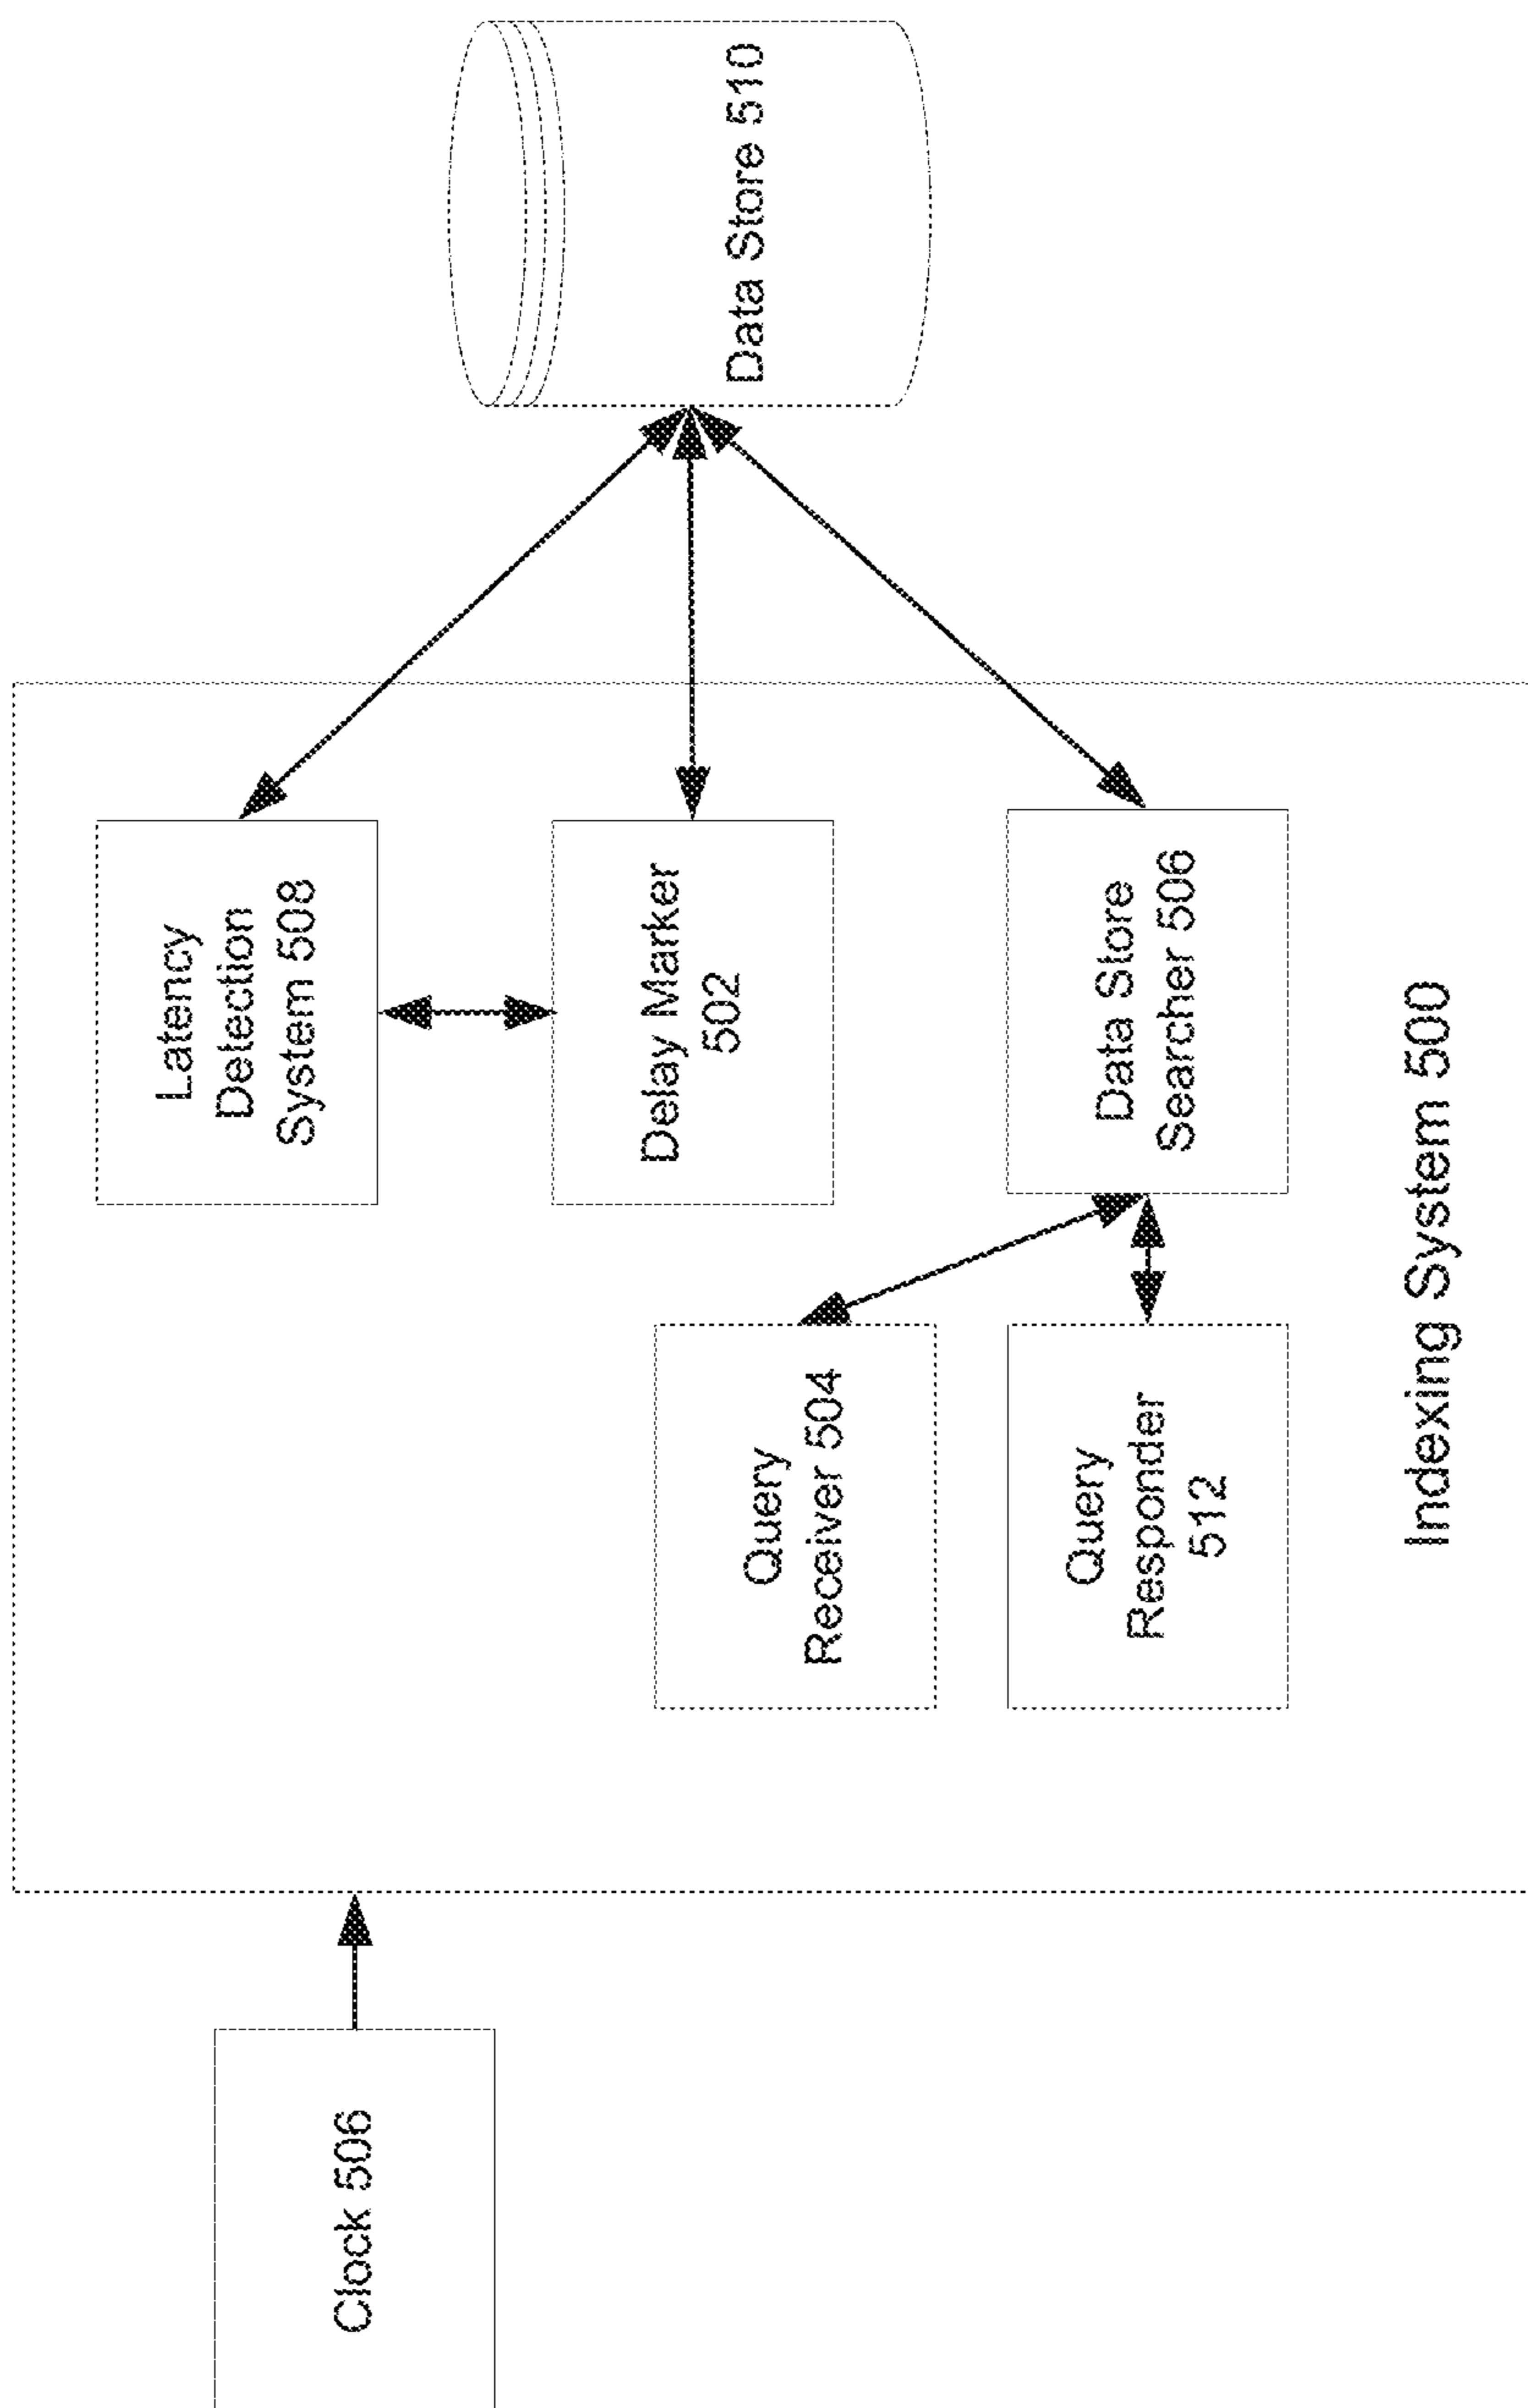 Clock 506
Latency
Detection
System 508
Delay Marker
502
Query
Receiver 504
Query
Responder
512
Data Store
Searcher 506
Data Store 510
Indexing System 500